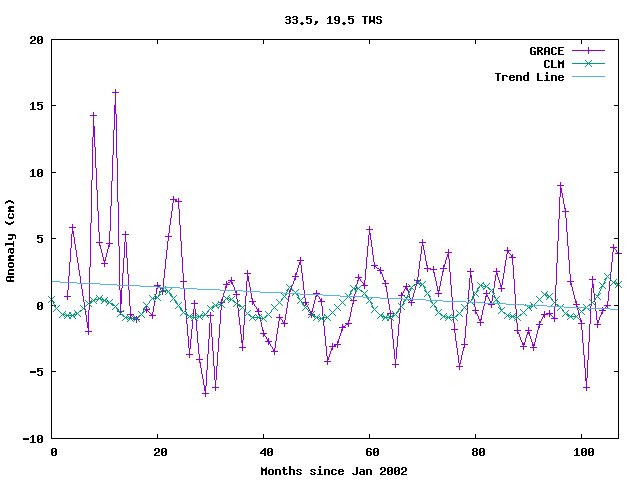 33.5, 19.5 TWS
GRACE
CLM
Trend Line
20
15
10
5
0
-5
-10
Anomaly (cm)
0 20 40 60 80 100
Months since Jan 2002